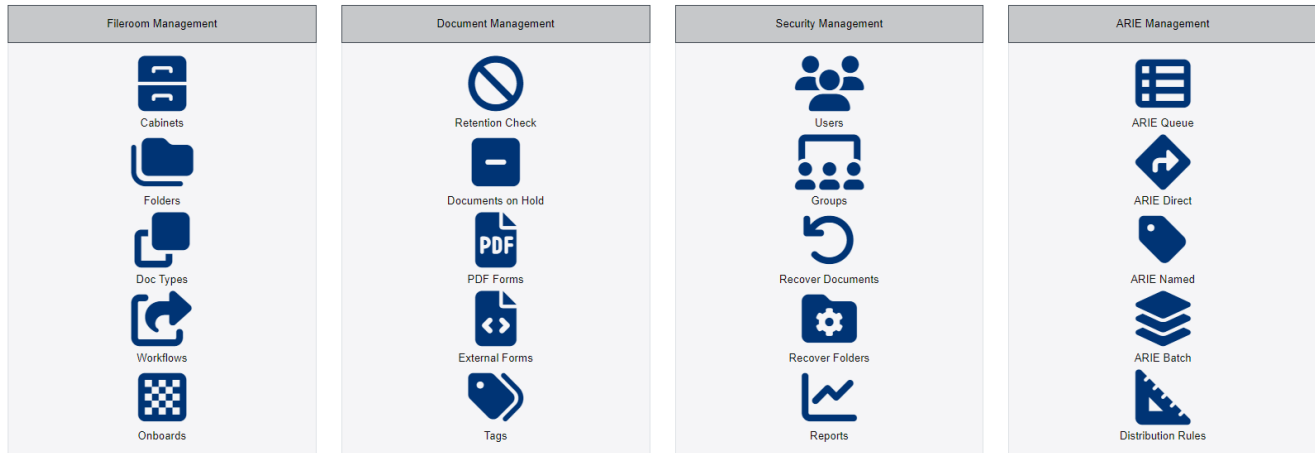 Fileroom Management
Cabinets
Folders
Doc Types
Workflows
Onboards
Document Management
Retention Check
Documents on Hold
PDF
PDF Forms
External Forms
Tags
Security Management
Users
Groups
Recover Documents
Recover Folders
Reports
ARIE Management
ARIE Queue
ARIE Direct
ARIE Named
ARIE Batch
Distribution Rules